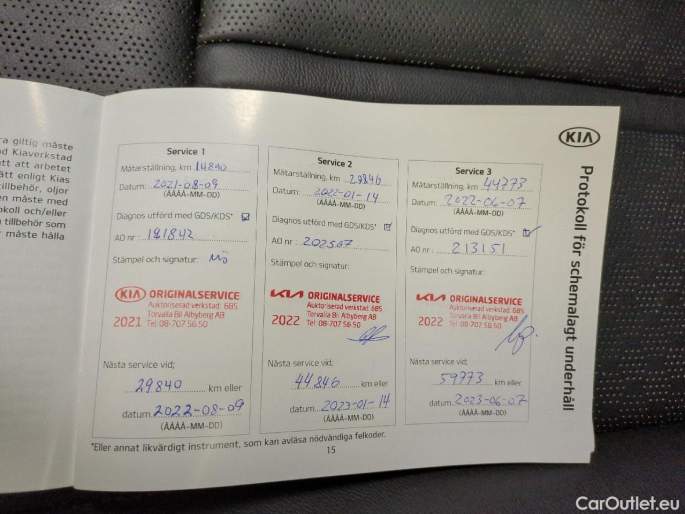 ra giltig måste
d Kiaverkstad
tt att arbetet
ätt enligt Kias
illbehör, oljor
n måste med
okoll och/eller
a tillbehör som
r måste hålla
KIA
Protokoll för schemalagt underhåll
Service 1
Mätarställning, km 14840
Datum: 2021-08-09
(ÅÅÅÅ-MM-DD)
Diagnos utförd med GDS/KDS*
AO nr: 191842
Stämpel och signatur:
KIA ORIGINALSERVICE
Auktoriserad verkstad: 685
Torvalla Bil Albyberg AB
2021 Tel: 08-707 56 50
Nästa service vid;
29840 km eller
datum 2022-08-09
(ÅÅÅÅ-MM-DD)
Service 2
Mätarställning, km 29846
Datum: 2022-01-14
(ÅÅÅÅ-MM-DD)
Diagnos utförd med GDS/KDS*
AO nr: 202507
Stämpel och signatur:
KIA ORIGINALSERVICE
Auktoriserad verkstad: 685
Torvalla Bil Albyberg AB
2022 Tel: 08-707 56 50
Nästa service vid;
44846 km eller
datum 2023-01-14
(ÅÅÅÅ-MM-DD)
Service 3
Mätarställning, km 44773
Datum: 2022-06-07
(ÅÅÅÅ-MM-DD)
Diagnos utförd med GDS/KDS*
AO nr: 213151
Stämpel och signatur:
KIA ORIGINALSERVICE
Auktoriserad verkstad: 685
Torvalla Bil Albyberg AB
2022 Tel: 08-707 56 50
Nästa service vid;
59773 km eller
datum 2023-06-07
(ÅÅÅÅ-MM-DD)
*Eller annat likvärdigt instrument, som kan avläsa nödvändiga felkoder.
15
CarOutlet.eu